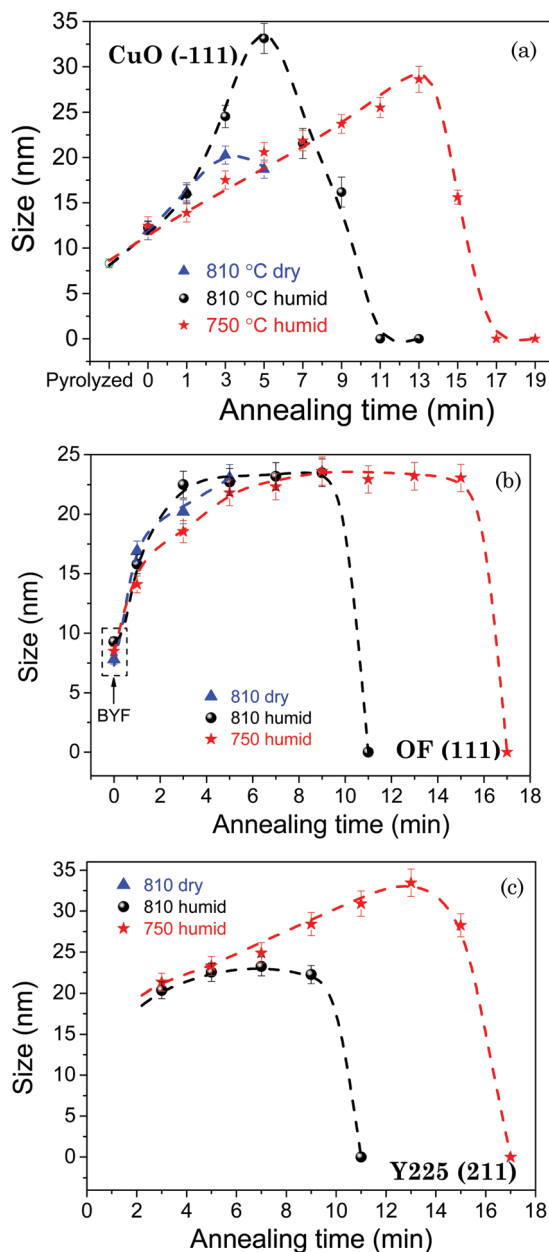 CuO (-111)
(a)
35
30
25
20
15
10
5
0
Size (nm)
810 °C dry
810 °C humid
750 °C humid
Pyrolyzed 0 1 3 5 7 9 11 13 15 17 19
Annealing time (min)
(b)
25
20
15
10
5
0
Size (nm)
BYF
810 dry
810 humid
750 humid
OF (111)
0 2 4 6 8 10 12 14 16 18
Annealing time (min)
(c)
35
30
25
20
15
10
5
0
Size (nm)
810 dry
810 humid
750 humid
Y225 (211)
0 2 4 6 8 10 12 14 16 18
Annealing time (min)